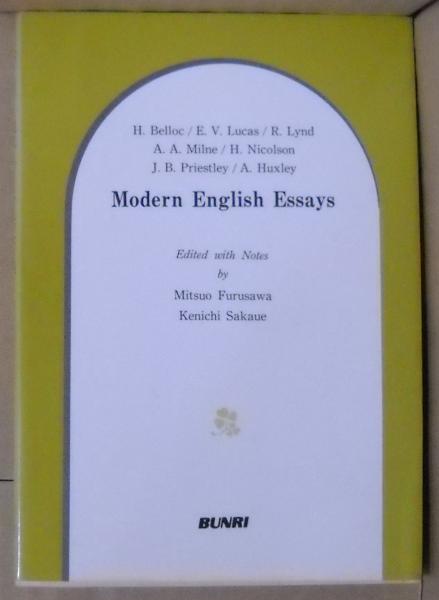 H. Belloc / E. V. Lucas / R. Lynd
A. A. Milne / H. Nicolson
J. B. Priestley / A. Huxley
Modern English Essays
Edited with Notes
by
Mitsuo Furusawa
Kenichi Sakaue
BUNRI